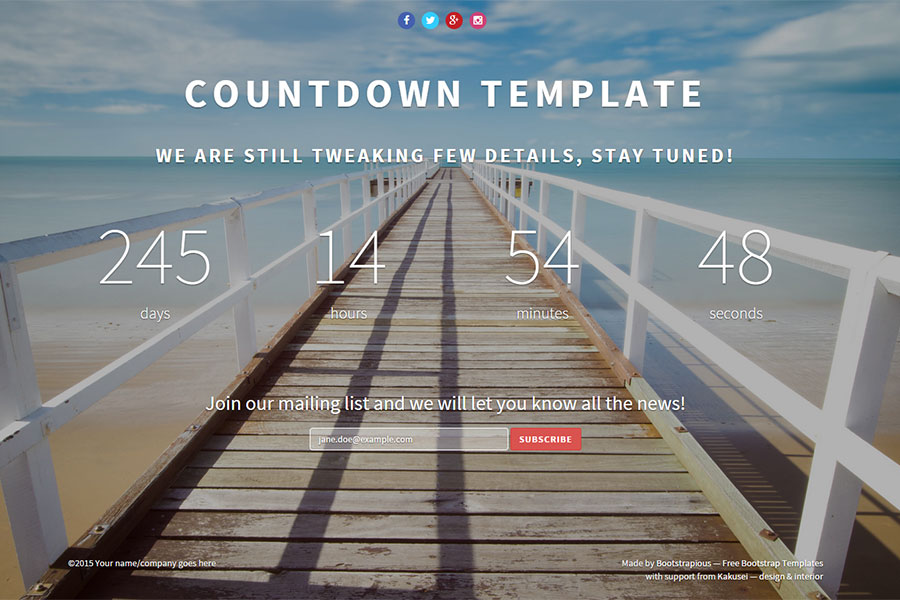 COUNTDOWN TEMPLATE
WE ARE STILL TWEAKING FEW DETAILS, STAY TUNED!
245 14 54 48
days hours minutes seconds
Join our mailing list and we will let you know all the news!
jane.doe@example.com SUBSCRIBE
©2015 Your name/company goes here
Made by Bootstrapious — Free Bootstrap Templates
with support from Kakusei — design & interior